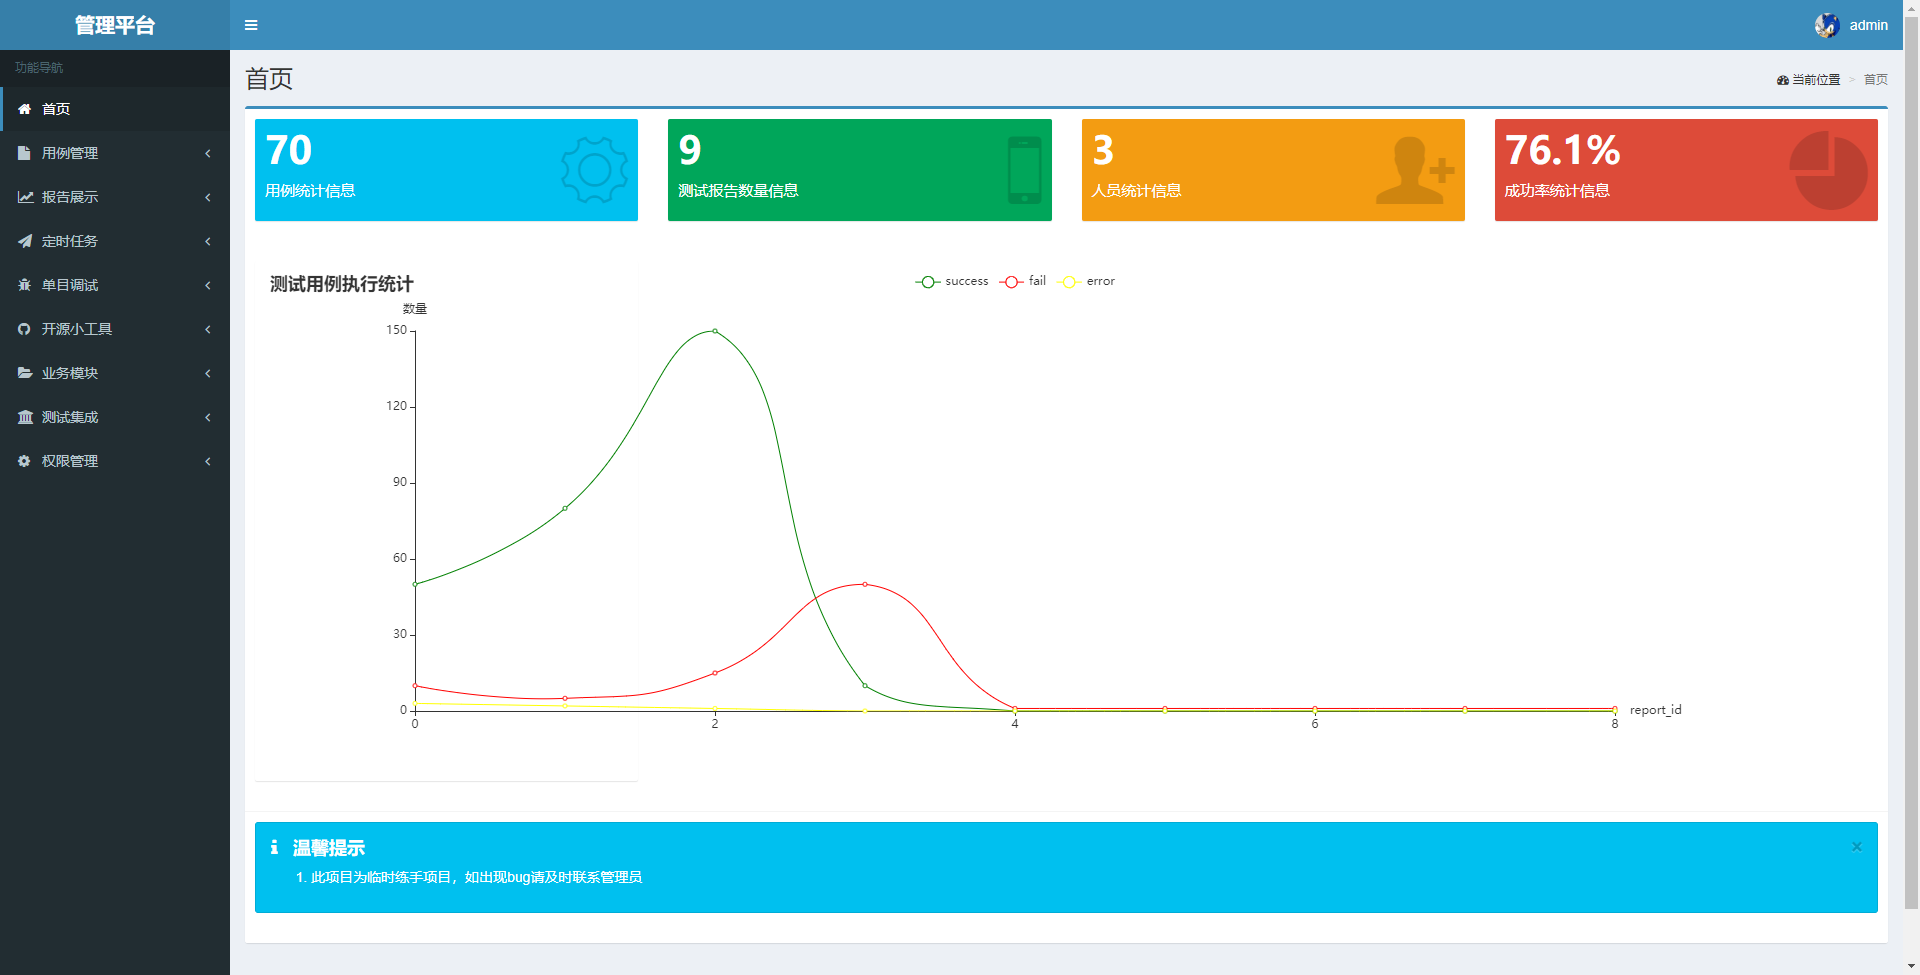 管理平台
admin
功能导航
首页
用例管理
报告展示
定时任务
单目调试
开源小工具
业务模块
测试集成
权限管理
首页
当前位置 > 首页
70
用例统计信息
9
测试报告数量信息
3
人员统计信息
76.1%
成功率统计信息
测试用例执行统计
success fail error
数量
150
120
90
60
30
0
0 2 4 6 8
report_id
温馨提示
×
1. 此项目为临时练手项目，如出现bug请及时联系管理员